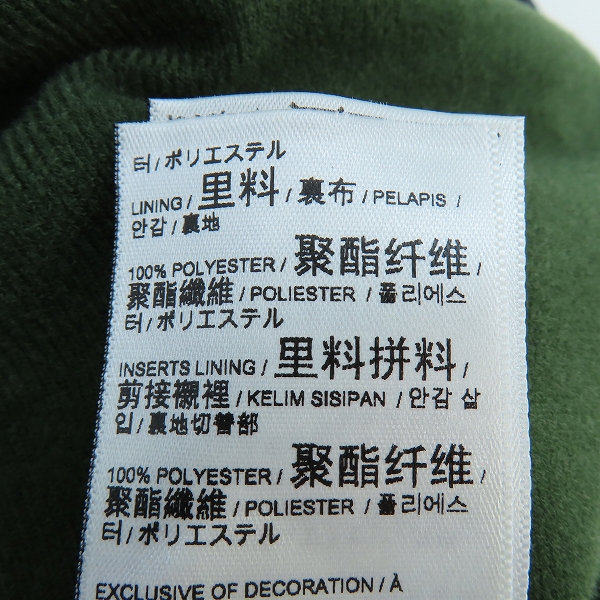 터/ポリエステル
LINING / 里料 / 裏布 / PELAPIS /
안감 / 裏地
100% POLYESTER / 聚酯纤维 /
聚酯纖維 / POLIESTER / 폴리에스
터/ポリエステル
INSERTS LINING / 里料拼料 /
剪接襯裡 / KELIM SISIPAN / 안감 삽
입 / 裏地切替部
100% POLYESTER / 聚酯纤维 /
聚酯纖維 / POLIESTER / 폴리에스
터/ポリエステル
EXCLUSIVE OF DECORATION / À